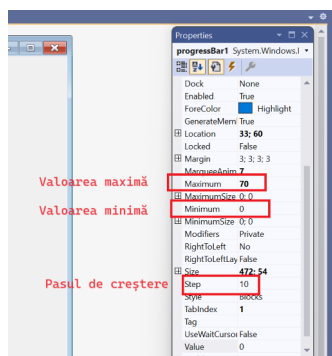 Properties
progressBar1 System.Windows.
Dock None
Enabled True
ForeColor Highlight
GenerateMem True
Location 33; 60
Locked False
Margin 3; 3; 3; 3
MarqueeAnim 7
Valoarea maximă
Maximum 70
MaximumSize 0; 0
Valoarea minimă
Minimum 0
MinimumSize 0; 0
Modifiers Private
RightToLeft No
RightToLeftLay False
Size 472; 54
Pasul de creștere
Step 10
Style Blocks
TabIndex 1
Tag
UseWaitCursor False
Value 0